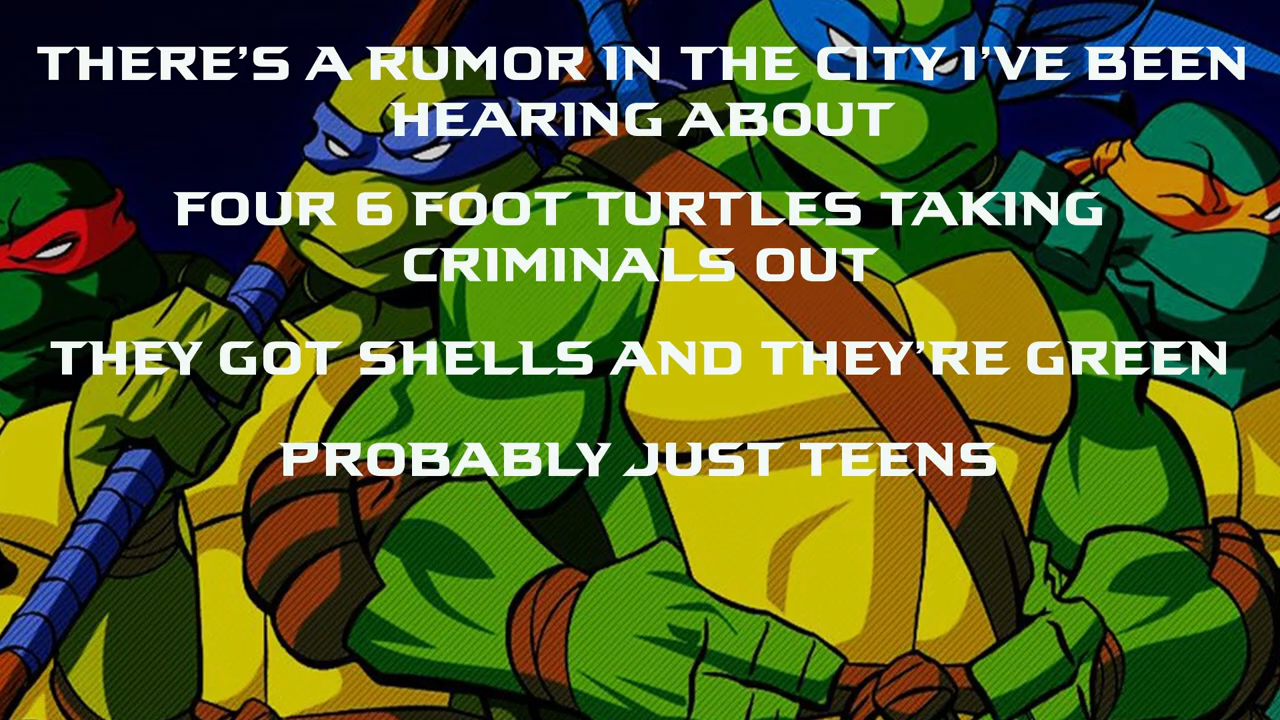 THERE'S A RUMOR IN THE CITY I'VE BEEN
HEARING ABOUT
FOUR 6 FOOT TURTLES TAKING
CRIMINALS OUT
THEY GOT SHELLS AND THEY'RE GREEN
PROBABLY JUST TEENS